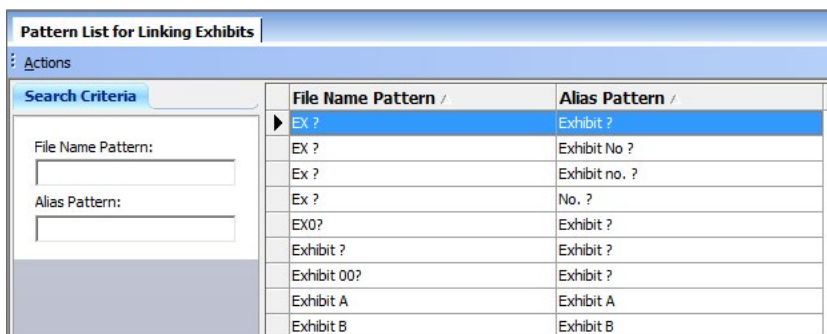 Pattern List for Linking Exhibits
Actions
Search Criteria
File Name Pattern:
Alias Pattern:
File Name Pattern Alias Pattern
EX ? Exhibit ?
EX ? Exhibit No ?
Ex ? Exhibit no. ?
Ex ? No. ?
EX0? Exhibit ?
Exhibit ? Exhibit ?
Exhibit 00? Exhibit ?
Exhibit A Exhibit A
Exhibit B Exhibit B